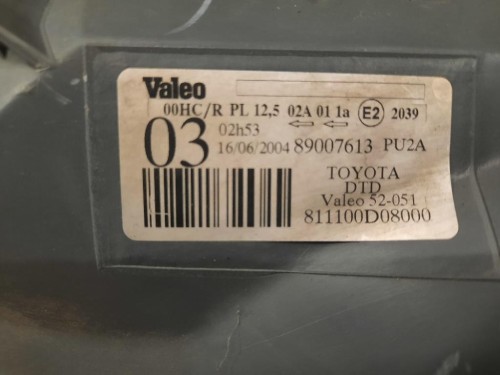 Valeo
00HC/R PL 12,5 02A 01 1a E2 2039
03 02h53
16/06/2004 89007613 PU2A
TOYOTA
DTD
Valeo 52-051
811100D08000